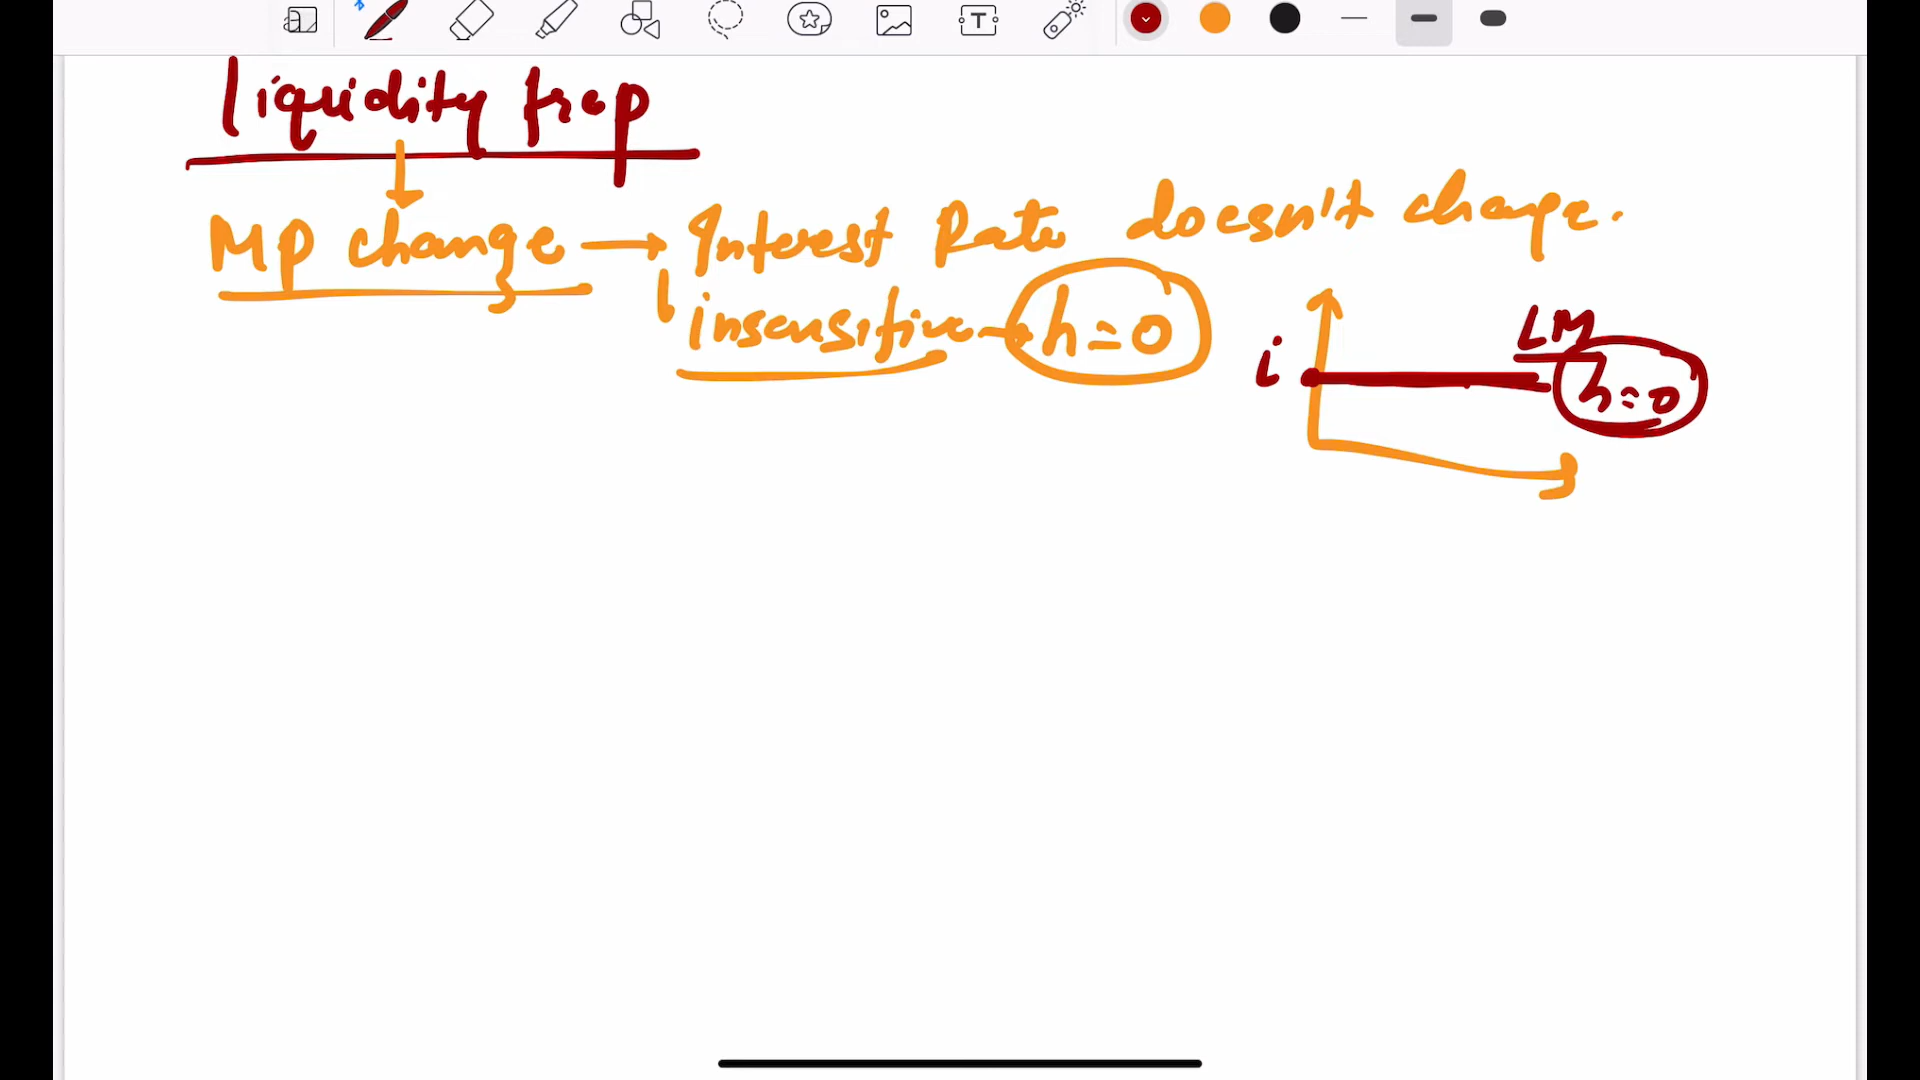 liquidity trap
MP change → Interest Rate doesn't change.
insensitive → h=0
LM
i
h=0